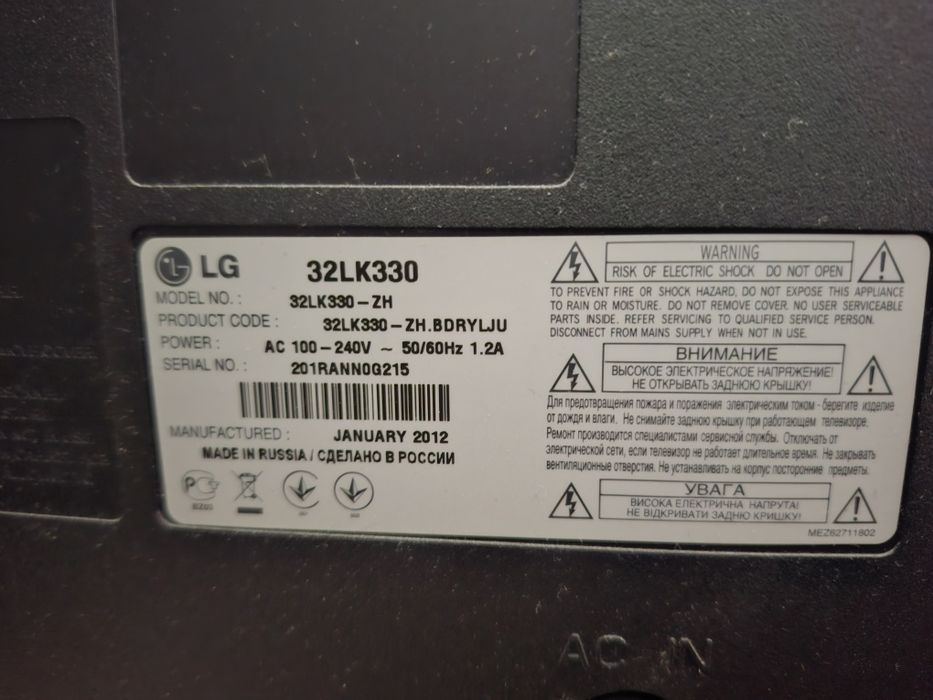 LG
32LK330
MODEL NO. : 32LK330-ZH
PRODUCT CODE : 32LK330-ZH.BDRYLJU
POWER : AC 100-240V ~ 50/60Hz 1.2A
SERIAL NO. : 201RANN0G215
MANUFACTURED : JANUARY 2012
MADE IN RUSSIA / СДЕЛАНО В РОССИИ
WARNING
RISK OF ELECTRIC SHOCK DO NOT OPEN
TO PREVENT FIRE OR SHOCK HAZARD, DO NOT EXPOSE THIS APPLIANCE
TO RAIN OR MOISTURE. DO NOT REMOVE COVER. NO USER SERVICEABLE
PARTS INSIDE. REFER SERVICING TO QUALIFIED SERVICE PERSON.
DISCONNECT FROM MAINS SUPPLY WHEN NOT IN USE.
ВНИМАНИЕ
ВЫСОКОЕ ЭЛЕКТРИЧЕСКОЕ НАПРЯЖЕНИЕ!
НЕ ОТКРЫВАТЬ ЗАДНЮЮ КРЫШКУ!
Для предотвращения пожара и поражения электрическим током - берегите изделие
от дождя и влаги. Не снимайте заднюю крышку при работающем телевизоре.
Ремонт производится специалистами сервисной службы. Отключать от
электрической сети, если телевизор не работает длительное время. Не закрывать
вентиляционные отверстия. Не устанавливать на корпус посторонние предметы.
УВАГА
ВИСОКА ЕЛЕКТРИЧНА НАПРУГА!
НЕ ВІДКРИВАТИ ЗАДНЮ КРИШКУ!
MEZ62711802
AC IN